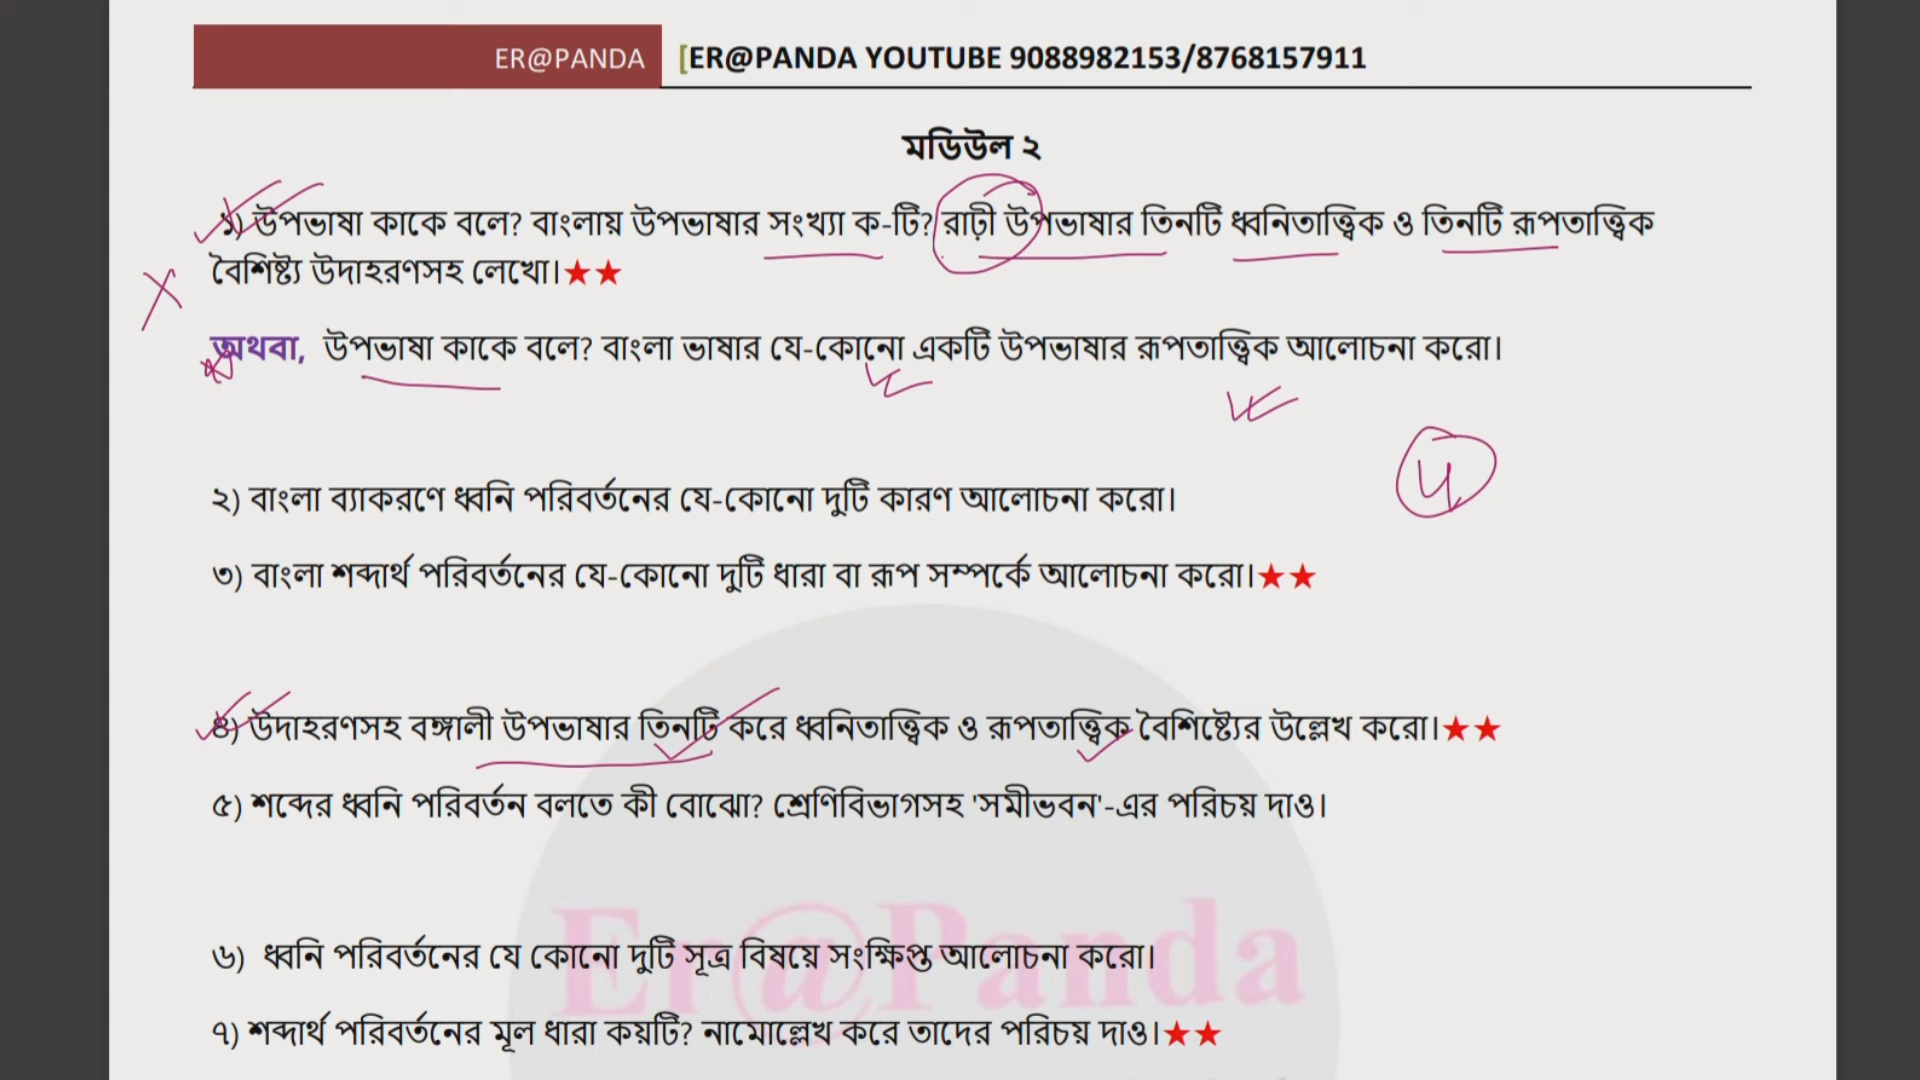 ER@PANDA [ER@PANDA YOUTUBE 9088982153/8768157911
মডিউল ২
১) উপভাষা কাকে বলে? বাংলায় উপভাষার সংখ্যা ক-টি? রাঢ়ী উপভাষার তিনটি ধ্বনিতাত্ত্বিক ও তিনটি রূপতাত্ত্বিক
বৈশিষ্ট্য উদাহরণসহ লেখো।★★
অথবা, উপভাষা কাকে বলে? বাংলা ভাষার যে-কোনো একটি উপভাষার রূপতাত্ত্বিক আলোচনা করো।
২) বাংলা ব্যাকরণে ধ্বনি পরিবর্তনের যে-কোনো দুটি কারণ আলোচনা করো।
৩) বাংলা শব্দার্থ পরিবর্তনের যে-কোনো দুটি ধারা বা রূপ সম্পর্কে আলোচনা করো।★★
৪) উদাহরণসহ বঙ্গালী উপভাষার তিনটি করে ধ্বনিতাত্ত্বিক ও রূপতাত্ত্বিক বৈশিষ্ট্যের উল্লেখ করো।★★
৫) শব্দের ধ্বনি পরিবর্তন বলতে কী বোঝো? শ্রেণিবিভাগসহ 'সমীভবন'-এর পরিচয় দাও।
৬) ধ্বনি পরিবর্তনের যে কোনো দুটি সূত্র বিষয়ে সংক্ষিপ্ত আলোচনা করো।
Er@Panda
৭) শব্দার্থ পরিবর্তনের মূল ধারা কয়টি? নামোল্লেখ করে তাদের পরিচয় দাও।★★